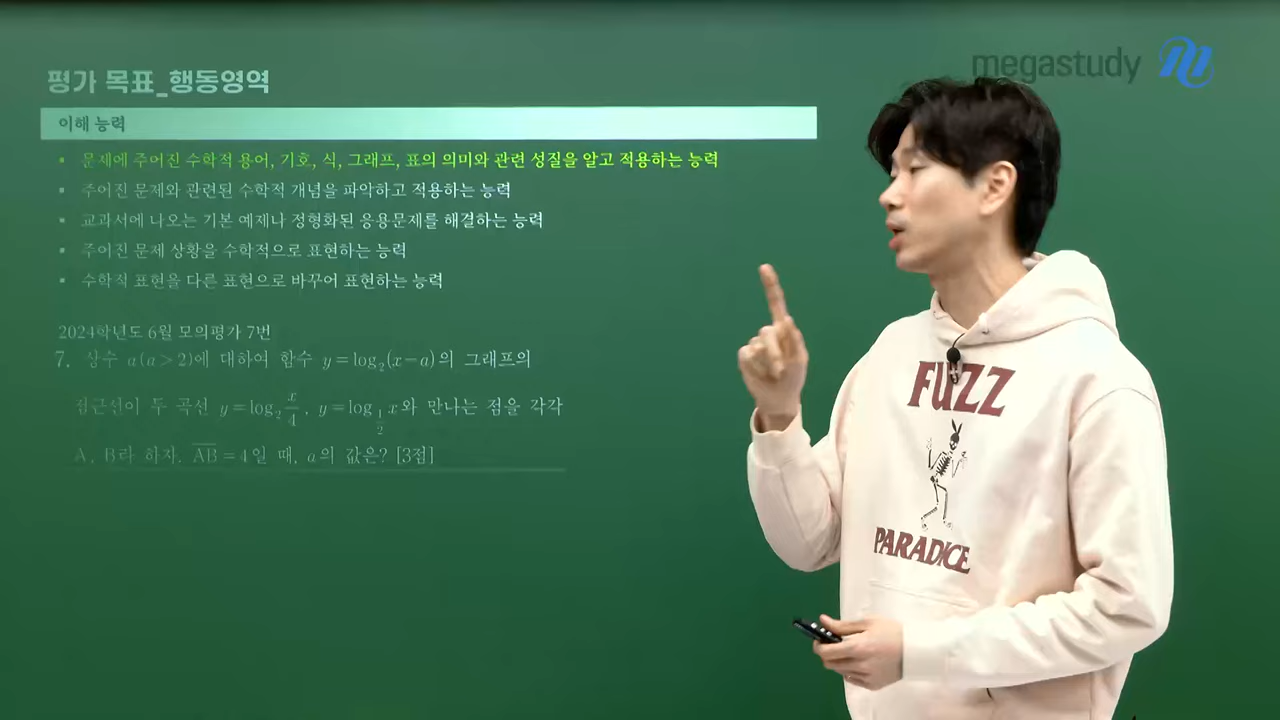 megastudy
평가 목표_행동영역
이해 능력
▪ 문제에 주어진 수학적 용어, 기호, 식, 그래프, 표의 의미와 관련 성질을 알고 적용하는 능력
▪ 주어진 문제와 관련된 수학적 개념을 파악하고 적용하는 능력
▪ 교과서에 나오는 기본 예제나 정형화된 응용문제를 해결하는 능력
▪ 주어진 문제 상황을 수학적으로 표현하는 능력
▪ 수학적 표현을 다른 표현으로 바꾸어 표현하는 능력
2024학년도 6월 모의평가 7번
7. 상수 a(a>2)에 대하여 함수 y=log₂(x−a)의 그래프의
점근선이 두 곡선 y=log₂ x/4, y=log_{1/2} x와 만나는 점을 각각
A, B라 하자. A̅B̅=4일 때, a의 값은? [3점]
FUZZ
PARADICE